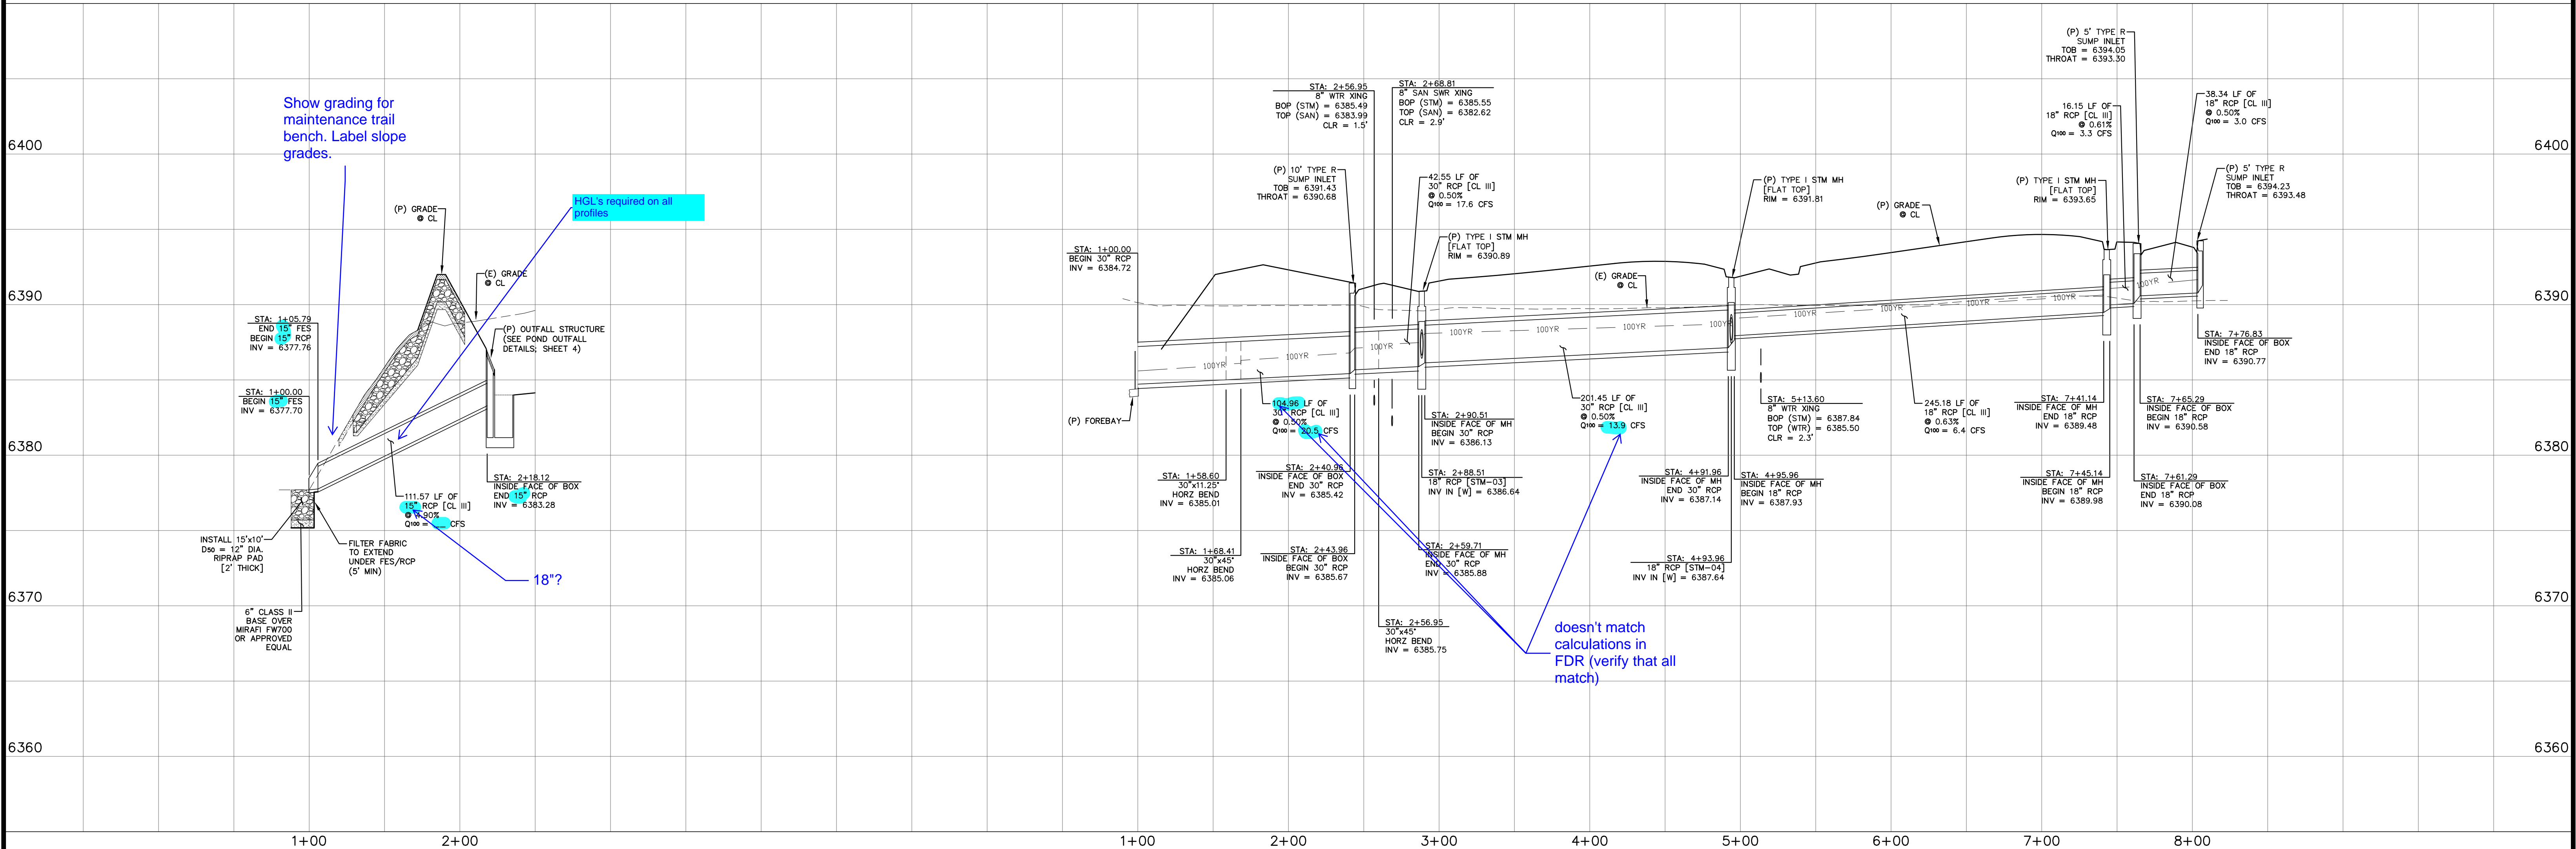 Show grading for
maintenance trail
bench. Label slope
grades.
HGL's required on all
profiles
(P) GRADE
@ CL
(E) GRADE
@ CL
STA: 1+05.79
END 15" FES
BEGIN 15" RCP
INV = 6377.76
STA: 1+00.00
BEGIN 15" FES
INV = 6377.70
(P) OUTFALL STRUCTURE
(SEE POND OUTFALL
DETAILS; SHEET 4)
STA: 2+18.12
INSIDE FACE OF BOX
END 15" RCP
INV = 6383.28
111.57 LF OF
15" RCP [CL III]
@ .90%
Q100 = __ CFS
INSTALL 15'x10'
D50 = 12" DIA.
RIPRAP PAD
[2' THICK]
FILTER FABRIC
TO EXTEND
UNDER FES/RCP
(5' MIN)
18"?
6" CLASS II
BASE OVER
MIRAFI FW700
OR APPROVED
EQUAL
STA: 1+00.00
BEGIN 30" RCP
INV = 6384.72
(P) FOREBAY
STA: 2+56.95
8" WTR XING
BOP (STM) = 6385.49
TOP (SAN) = 6383.99
CLR = 1.5'
STA: 2+68.81
8" SAN SWR XING
BOP (STM) = 6385.55
TOP (SAN) = 6382.62
CLR = 2.9'
(P) 10' TYPE R
SUMP INLET
TOB = 6391.43
THROAT = 6390.68
42.55 LF OF
30" RCP [CL III]
@ 0.50%
Q100 = 17.6 CFS
(P) TYPE I STM MH
[FLAT TOP]
RIM = 6390.89
(E) GRADE
@ CL
(P) TYPE I STM MH
[FLAT TOP]
RIM = 6391.81
(P) GRADE
@ CL
(P) TYPE I STM MH
[FLAT TOP]
RIM = 6393.65
(P) 5' TYPE R
SUMP INLET
TOB = 6394.05
THROAT = 6393.30
16.15 LF OF
18" RCP [CL III]
@ 0.61%
Q100 = 3.3 CFS
38.34 LF OF
18" RCP [CL III]
@ 0.50%
Q100 = 3.0 CFS
(P) 5' TYPE R
SUMP INLET
TOB = 6394.23
THROAT = 6393.48
100YR
100YR
100YR
100YR
100YR
100YR
100YR
100YR
100YR
100YR
100YR
100YR
STA: 1+58.60
30"x11.25°
HORZ BEND
INV = 6385.01
STA: 1+68.41
30"x45°
HORZ BEND
INV = 6385.06
104.96 LF OF
30" RCP [CL III]
@ 0.50%
Q100 = 20.5 CFS
STA: 2+40.96
INSIDE FACE OF BOX
END 30" RCP
INV = 6385.42
STA: 2+43.96
INSIDE FACE OF BOX
BEGIN 30" RCP
INV = 6385.67
STA: 2+56.95
30"x45°
HORZ BEND
INV = 6385.75
STA: 2+90.51
INSIDE FACE OF MH
BEGIN 30" RCP
INV = 6386.13
STA: 2+88.51
18" RCP [STM-03]
INV IN [W] = 6386.64
STA: 2+59.71
INSIDE FACE OF MH
END 30" RCP
INV = 6385.88
201.45 LF OF
30" RCP [CL III]
@ 0.50%
Q100 = 13.9 CFS
doesn't match
calculations in
FDR (verify that all
match)
STA: 4+91.96
INSIDE FACE OF MH
END 30" RCP
INV = 6387.14
STA: 4+93.96
18" RCP [STM-04]
INV IN [W] = 6387.64
STA: 4+95.96
INSIDE FACE OF MH
BEGIN 18" RCP
INV = 6387.93
STA: 5+13.60
8" WTR XING
BOP (STM) = 6387.84
TOP (WTR) = 6385.50
CLR = 2.3'
245.18 LF OF
18" RCP [CL III]
@ 0.63%
Q100 = 6.4 CFS
STA: 7+41.14
INSIDE FACE OF MH
END 18" RCP
INV = 6389.48
STA: 7+45.14
INSIDE FACE OF MH
BEGIN 18" RCP
INV = 6389.98
STA: 7+65.29
INSIDE FACE OF BOX
BEGIN 18" RCP
INV = 6390.58
STA: 7+61.29
INSIDE FACE OF BOX
END 18" RCP
INV = 6390.08
STA: 7+76.83
INSIDE FACE OF BOX
END 18" RCP
INV = 6390.77
6400
6390
6380
6370
6360
6400
6390
6380
6370
6360
1+00
2+00
1+00
2+00
3+00
4+00
5+00
6+00
7+00
8+00